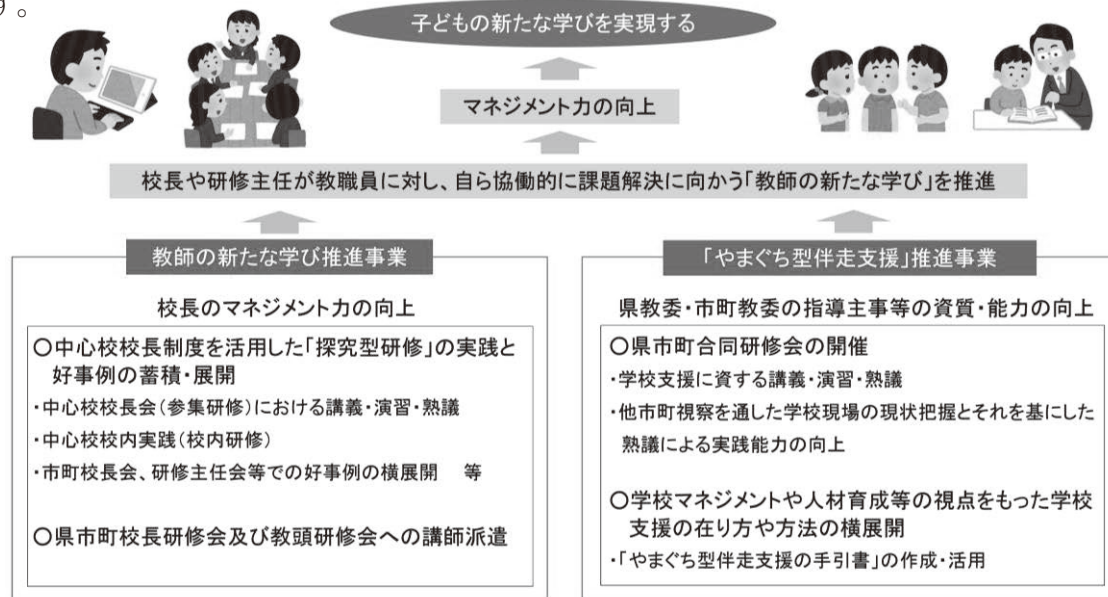 う。
子どもの新たな学びを実現する
マネジメント力の向上
校長や研修主任が教職員に対し、自ら協働的に課題解決に向かう「教師の新たな学び」を推進
教師の新たな学び推進事業
校長のマネジメント力の向上
○中心校校長制度を活用した「探究型研修」の実践と
好事例の蓄積・展開
・中心校校長会(参集研修)における講義・演習・熟議
・中心校校内実践(校内研修)
・市町校長会、研修主任会等での好事例の横展開 等
○県市町校長研修会及び教頭研修会への講師派遣
「やまぐち型伴走支援」推進事業
県教委・市町教委の指導主事等の資質・能力の向上
○県市町合同研修会の開催
・学校支援に資する講義・演習・熟議
・他市町視察を通した学校現場の現状把握とそれを基にした
熟議による実践能力の向上
○学校マネジメントや人材育成等の視点をもった学校
支援の在り方や方法の横展開
・「やまぐち型伴走支援の手引書」の作成・活用